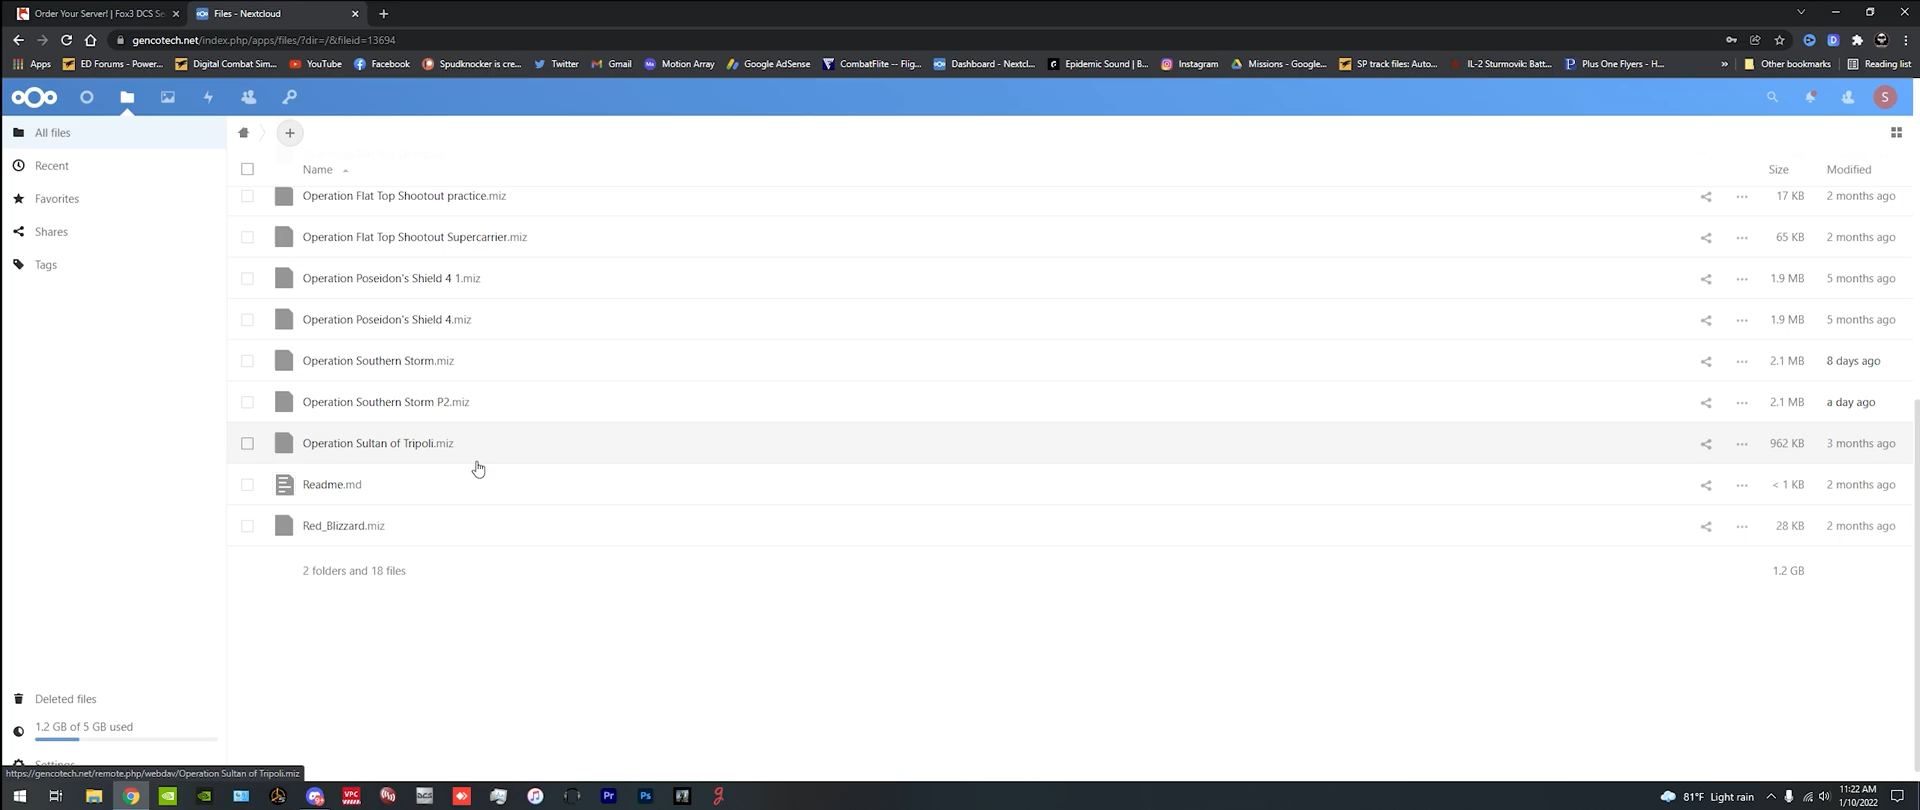 Order Your Server! | Fox3 DCS Se
Files - Nextcloud
gencotech.net/index.php/apps/files/?dir=/&fileid=13694
Apps
ED Forums - Power...
Digital Combat Sim...
YouTube
Facebook
Spudknocker is cre...
Twitter
Gmail
Motion Array
Google AdSense
CombatFlite -- Flig...
Dashboard - Nextcl...
Epidemic Sound | B...
Instagram
Missions - Google...
SP track files: Auto...
IL-2 Sturmovik: Batt...
Plus One Flyers - H...
»
Other bookmarks
Reading list
S
All files
Recent
Favorites
Shares
Tags
Name
Size
Modified
Operation Flat Top Shootout practice.miz
17 KB
2 months ago
Operation Flat Top Shootout Supercarrier.miz
65 KB
2 months ago
Operation Poseidon's Shield 4 1.miz
1.9 MB
5 months ago
Operation Poseidon's Shield 4.miz
1.9 MB
5 months ago
Operation Southern Storm.miz
2.1 MB
8 days ago
Operation Southern Storm P2.miz
2.1 MB
a day ago
Operation Sultan of Tripoli.miz
962 KB
3 months ago
Readme.md
< 1 KB
2 months ago
Red_Blizzard.miz
28 KB
2 months ago
2 folders and 18 files
1.2 GB
Deleted files
1.2 GB of 5 GB used
Settings
https://gencotech.net/remote.php/webdav/Operation Sultan of Tripoli.miz
VPC
DCS
Pr
Ps
81°F Light rain
11:22 AM
1/10/2022